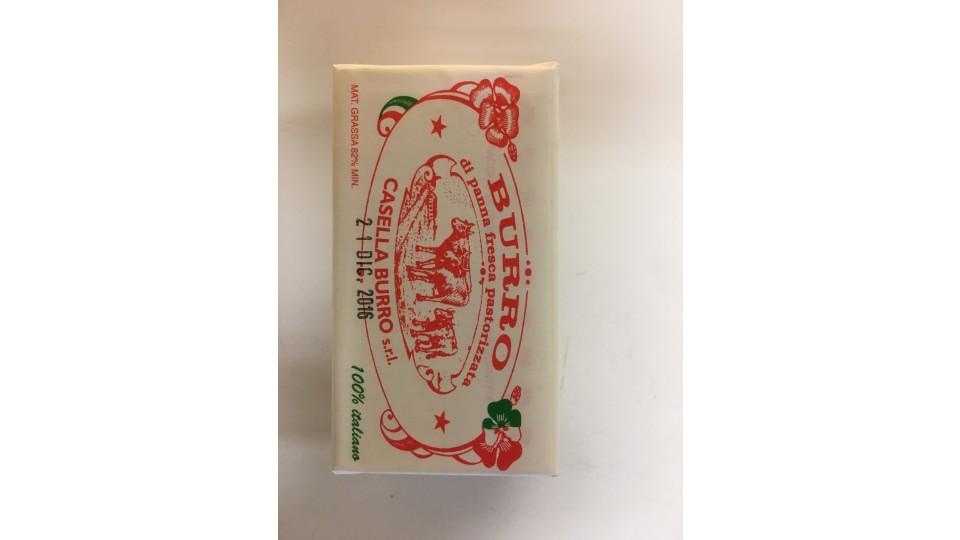 BURRO
di panna fresca pastorizzata
CASELLA BURRO s.r.l.
21 DIC. 2016
MAT. GRASSA 82% MIN.
100% italiano